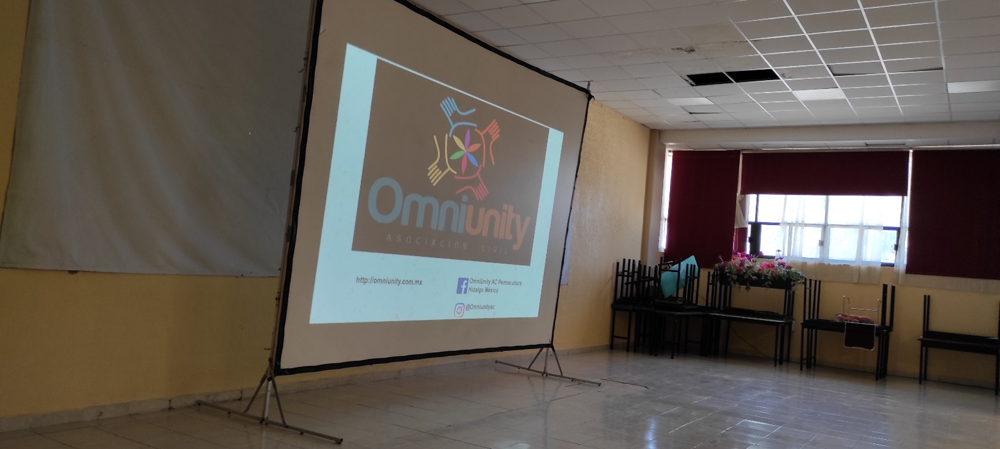 Omniunity
ASOCIACIÓN CIVIL
http://omniunity.com.mx
OmniUnity AC Permacultura
Hidalgo México
@Omniunityac